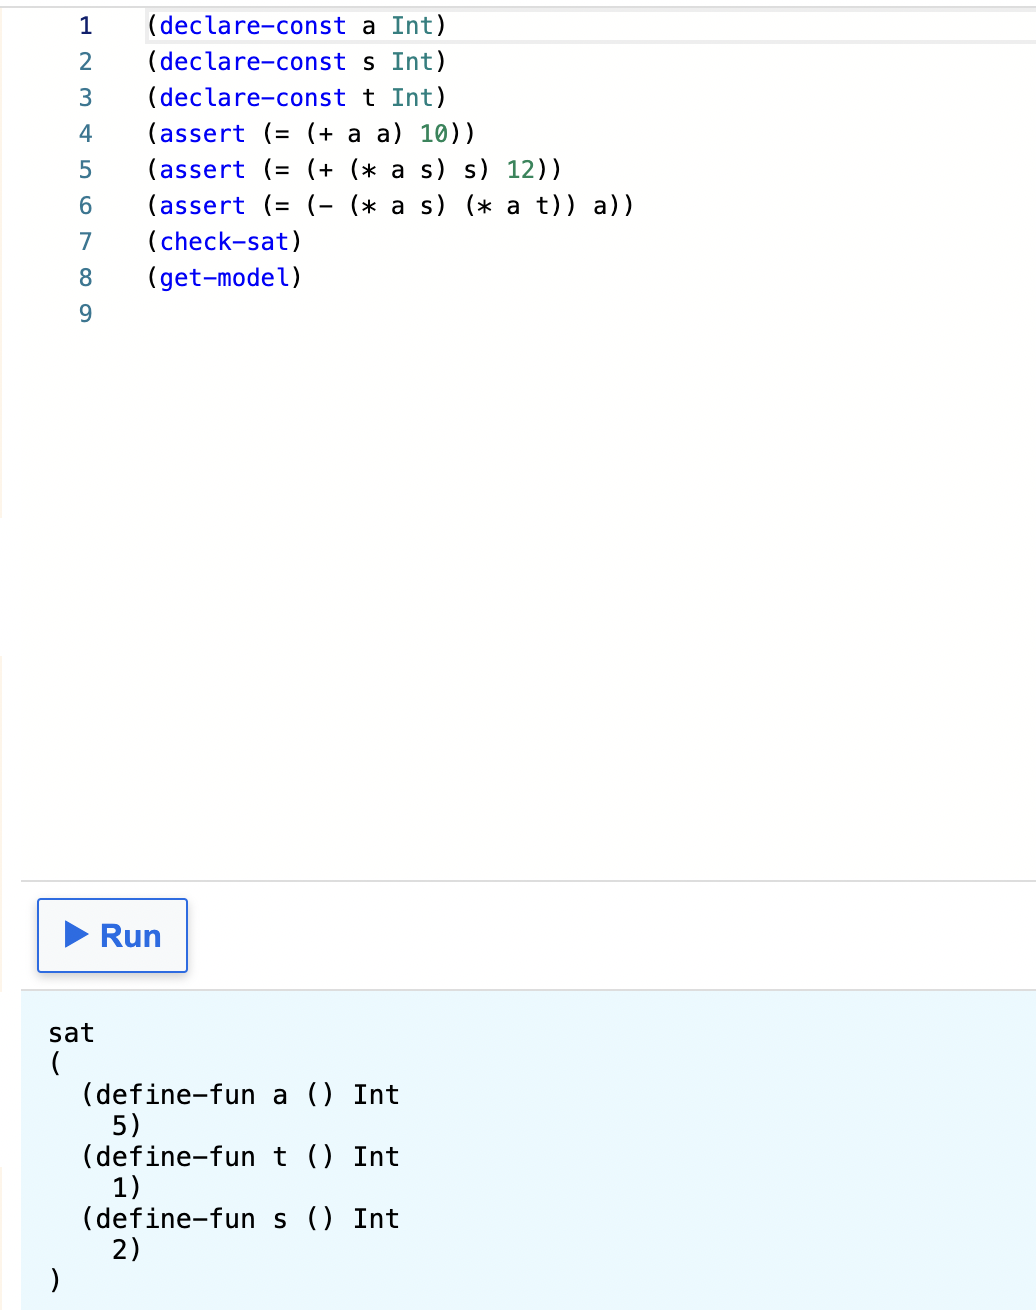 1 (declare-const a Int)
2 (declare-const s Int)
3 (declare-const t Int)
4 (assert (= (+ a a) 10))
5 (assert (= (+ (* a s) s) 12))
6 (assert (= (- (* a s) (* a t)) a))
7 (check-sat)
8 (get-model)
9
Run
sat
(
  (define-fun a () Int
    5)
  (define-fun t () Int
    1)
  (define-fun s () Int
    2)
)